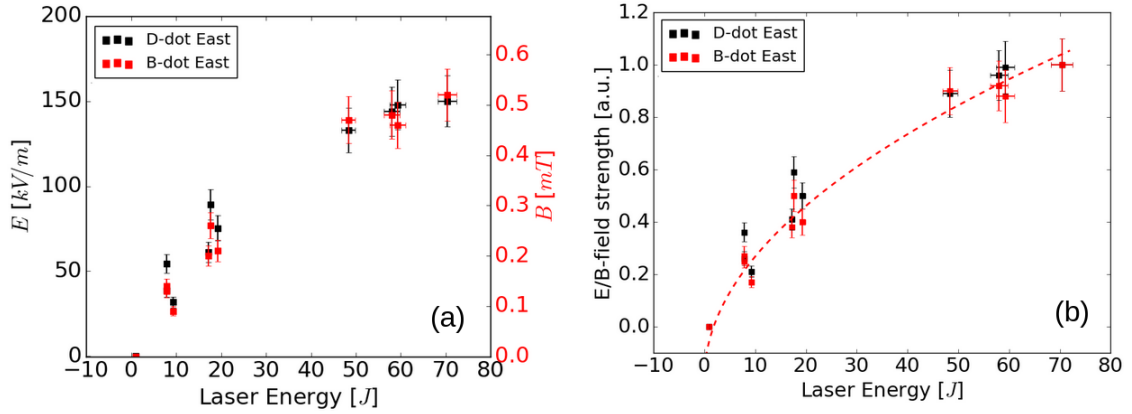 200
150
100
50
0
E [kV/m]
D-dot East
B-dot East
(a)
0.6
0.5
0.4
0.3
0.2
0.1
0.0
B [mT]
−10 0 10 20 30 40 50 60 70 80
Laser Energy [J]
1.2
1.0
0.8
0.6
0.4
0.2
0.0
E/B-field strength [a.u.]
D-dot East
B-dot East
(b)
−10 0 10 20 30 40 50 60 70 80
Laser Energy [J]